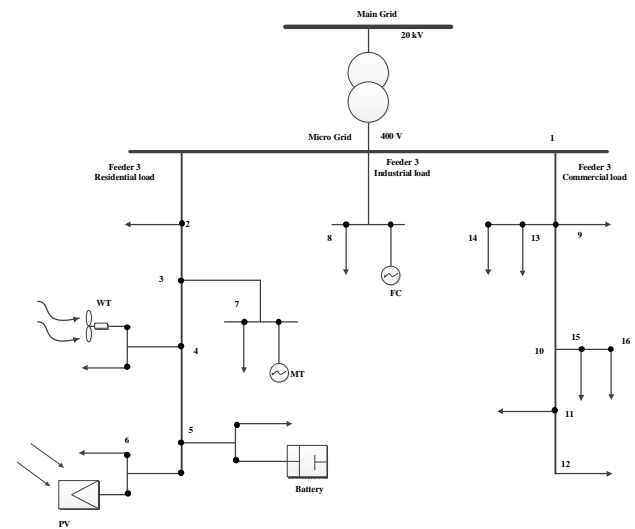 Main Grid
20 kV
Micro Grid
400 V
1
Feeder 3
Residential load
Feeder 3
Industrial load
Feeder 3
Commercial load
2
8
14
13
9
3
FC
WT
7
4
MT
10
15
16
5
11
6
12
Battery
PV